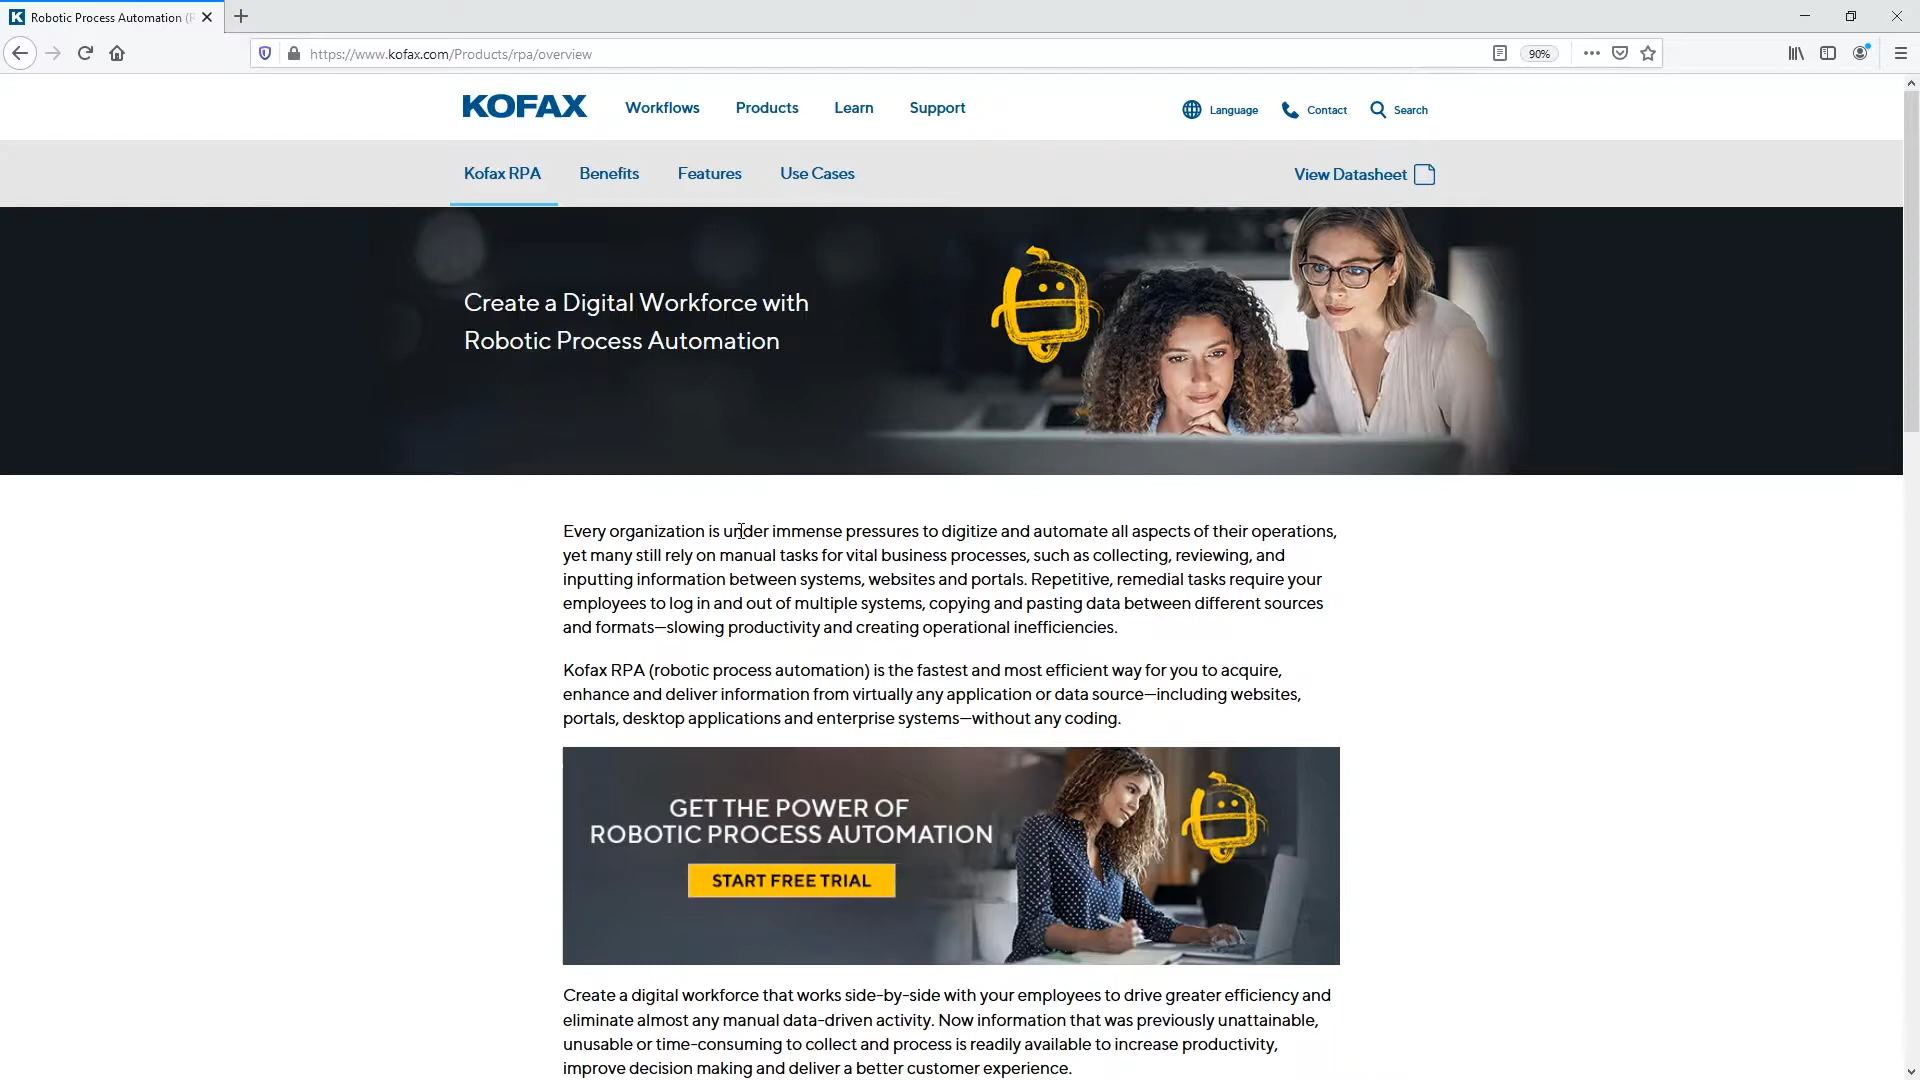 Robotic Process Automation (R
https://www.kofax.com/Products/rpa/overview
90%
KOFAX
Workflows
Products
Learn
Support
Language
Contact
Search
Kofax RPA
Benefits
Features
Use Cases
View Datasheet
Create a Digital Workforce with
Robotic Process Automation
Every organization is under immense pressures to digitize and automate all aspects of their operations,
yet many still rely on manual tasks for vital business processes, such as collecting, reviewing, and
inputting information between systems, websites and portals. Repetitive, remedial tasks require your
employees to log in and out of multiple systems, copying and pasting data between different sources
and formats—slowing productivity and creating operational inefficiencies.
Kofax RPA (robotic process automation) is the fastest and most efficient way for you to acquire,
enhance and deliver information from virtually any application or data source—including websites,
portals, desktop applications and enterprise systems—without any coding.
GET THE POWER OF
ROBOTIC PROCESS AUTOMATION
START FREE TRIAL
Create a digital workforce that works side-by-side with your employees to drive greater efficiency and
eliminate almost any manual data-driven activity. Now information that was previously unattainable,
unusable or time-consuming to collect and process is readily available to increase productivity,
improve decision making and deliver a better customer experience.